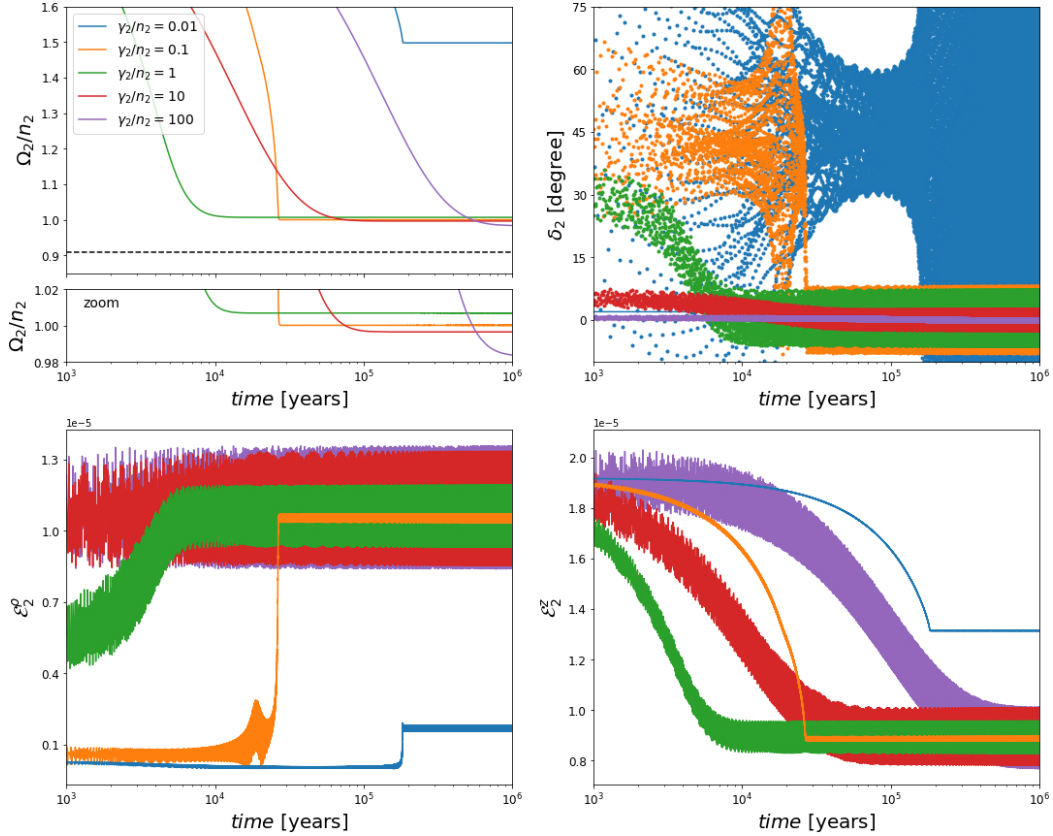 1.6
1.5
1.4
1.3
1.2
1.1
1.0
0.9
Ω₂/n₂
γ₂/n₂ = 0.01
γ₂/n₂ = 0.1
γ₂/n₂ = 1
γ₂/n₂ = 10
γ₂/n₂ = 100
zoom
1.02
1.00
0.98
Ω₂/n₂
10³ 10⁴ 10⁵ 10⁶
time [years]
75
60
45
30
15
0
δ₂ [degree]
10³ 10⁴ 10⁵ 10⁶
time [years]
1e−5
1.3
1.0
0.7
0.4
0.1
ℰ₂ᵖ
10³ 10⁴ 10⁵ 10⁶
time [years]
1e−5
2.0
1.8
1.6
1.4
1.2
1.0
0.8
ℰ₂ᶻ
10³ 10⁴ 10⁵ 10⁶
time [years]